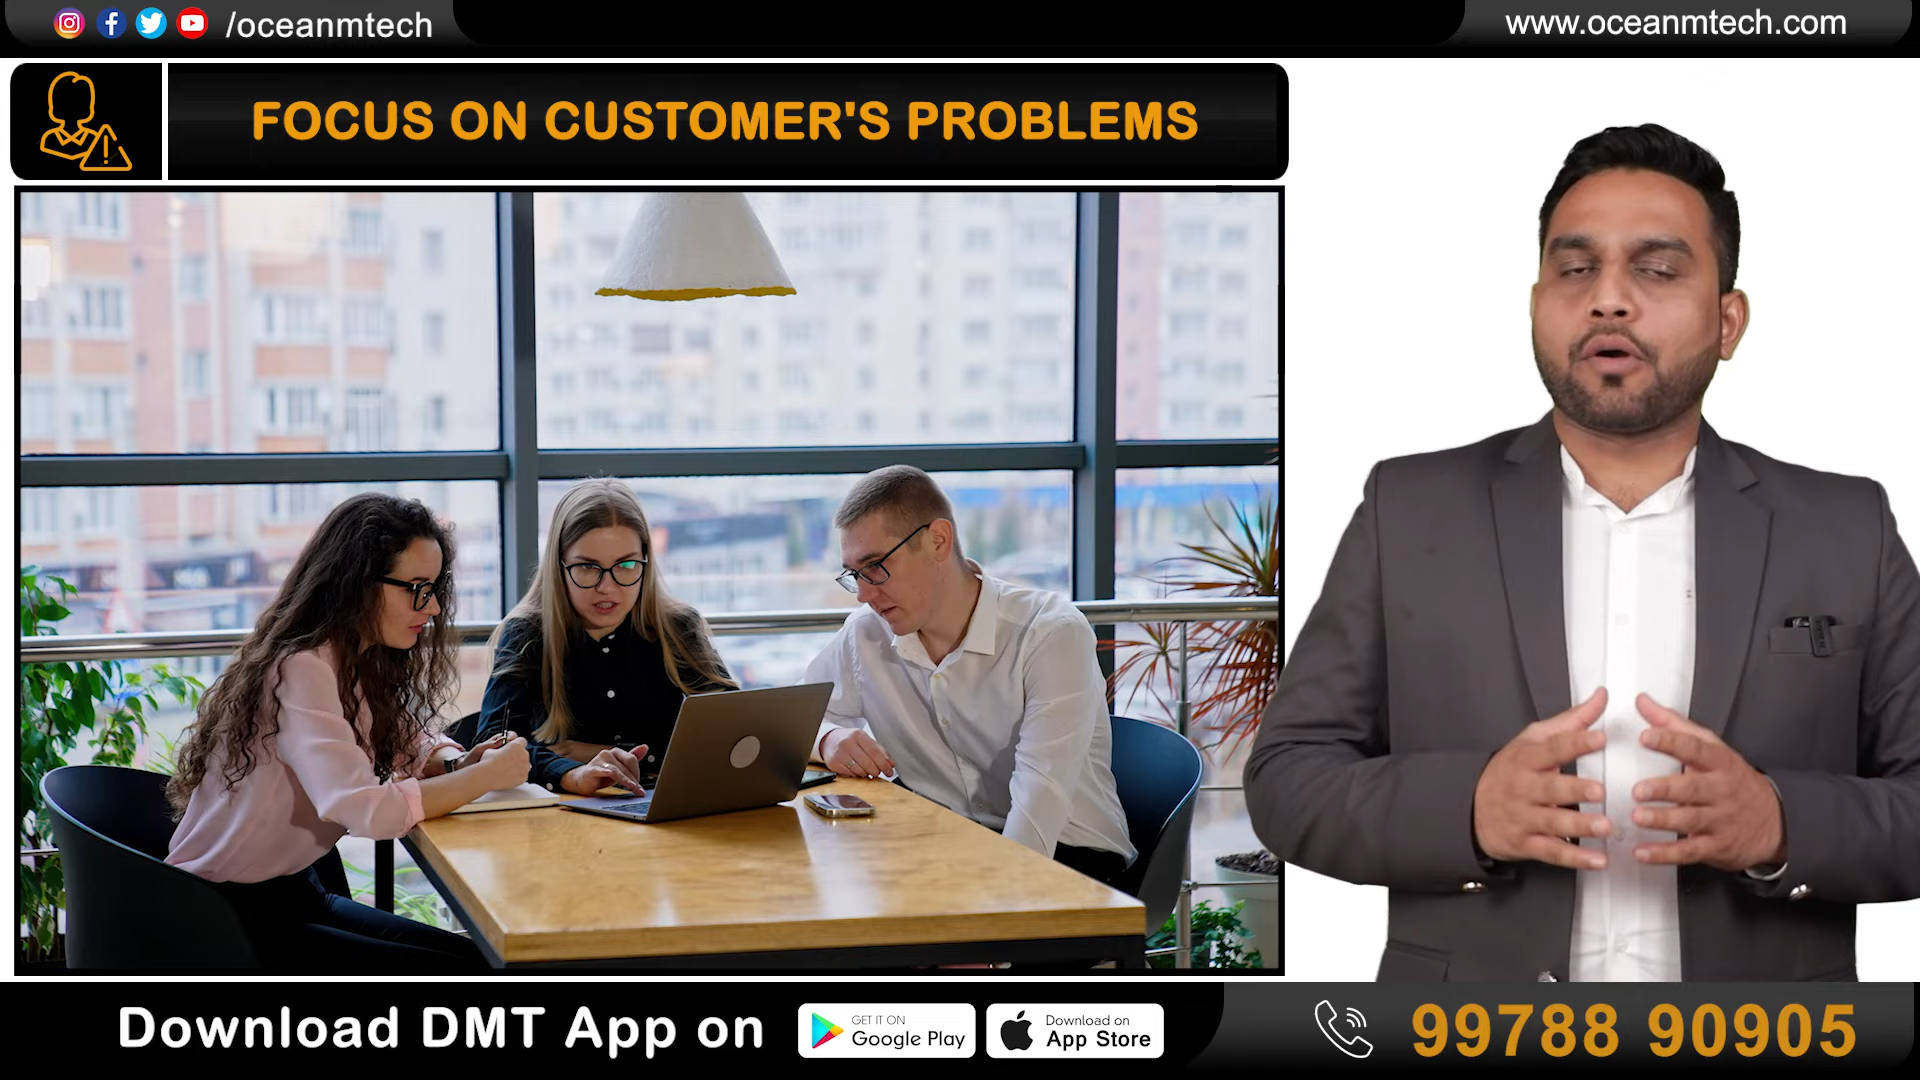 /oceanmtech
www.oceanmtech.com
FOCUS ON CUSTOMER'S PROBLEMS
Download DMT App on
GET IT ON
Google Play
Download on
App Store
99788 90905